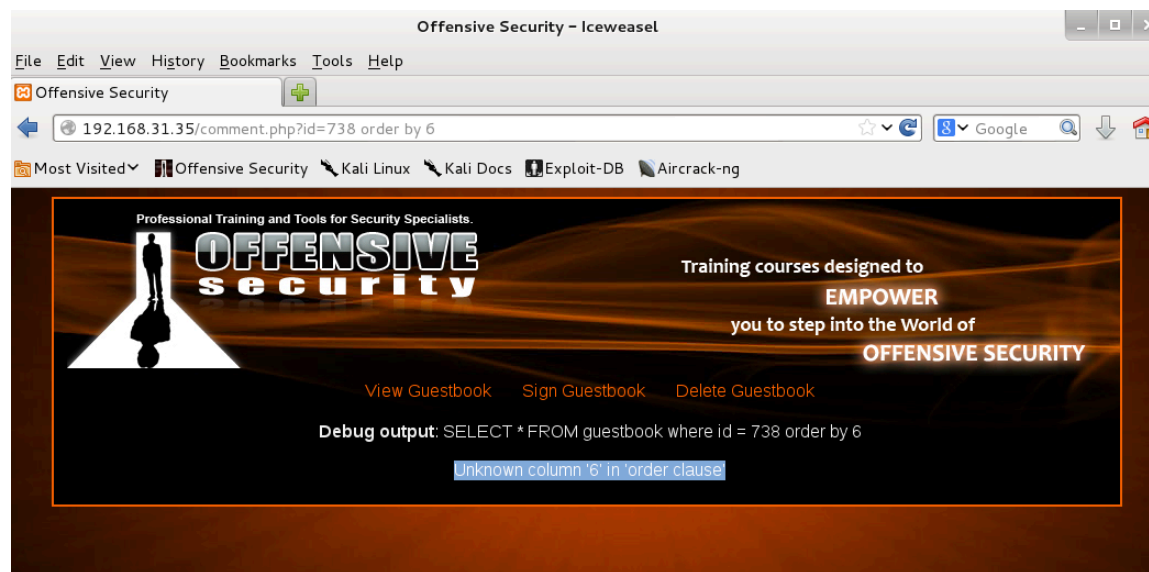 Offensive Security – Iceweasel
File Edit View History Bookmarks Tools Help
Offensive Security
192.168.31.35/comment.php?id=738 order by 6
Google
Most Visited Offensive Security Kali Linux Kali Docs Exploit-DB Aircrack-ng
Professional Training and Tools for Security Specialists.
OFFENSIVE
security
Training courses designed to
EMPOWER
you to step into the World of
OFFENSIVE SECURITY
View Guestbook Sign Guestbook Delete Guestbook
Debug output: SELECT * FROM guestbook where id = 738 order by 6
Unknown column '6' in 'order clause'